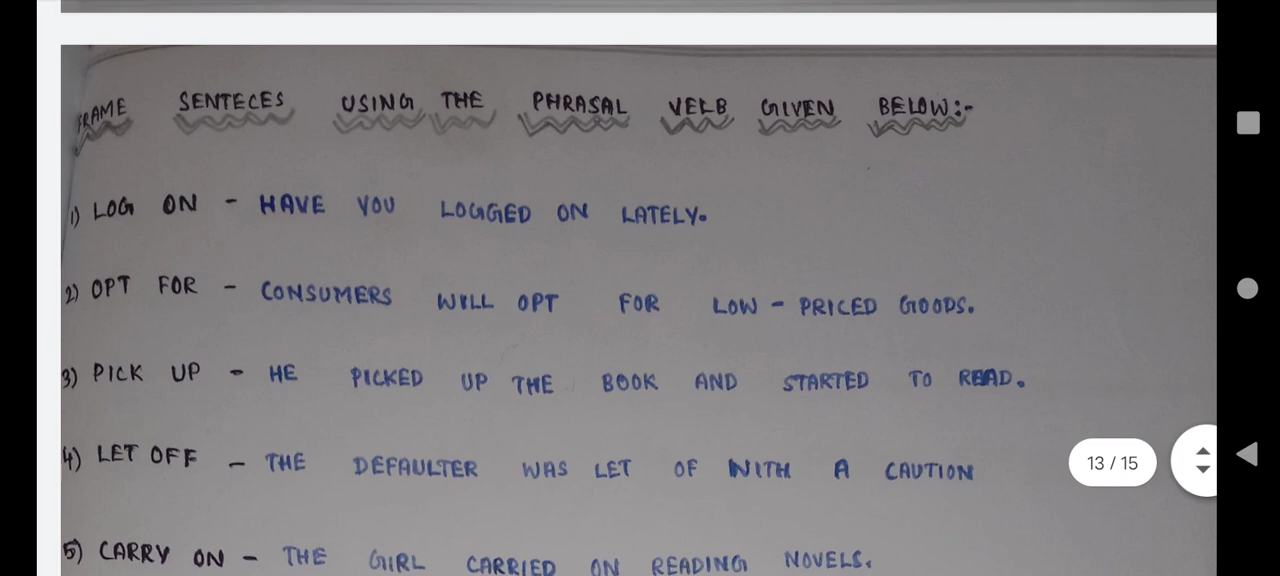 FRAME SENTECES USING THE PHRASAL VERB GIVEN BELOW:-
1) LOG ON - HAVE YOU LOGGED ON LATELY.
2) OPT FOR - CONSUMERS WILL OPT FOR LOW - PRICED GOODS.
3) PICK UP - HE PICKED UP THE BOOK AND STARTED TO READ.
4) LET OFF - THE DEFAULTER WAS LET OF WITH A CAUTION
13 / 15
5) CARRY ON - THE GIRL CARRIED ON READING NOVELS.